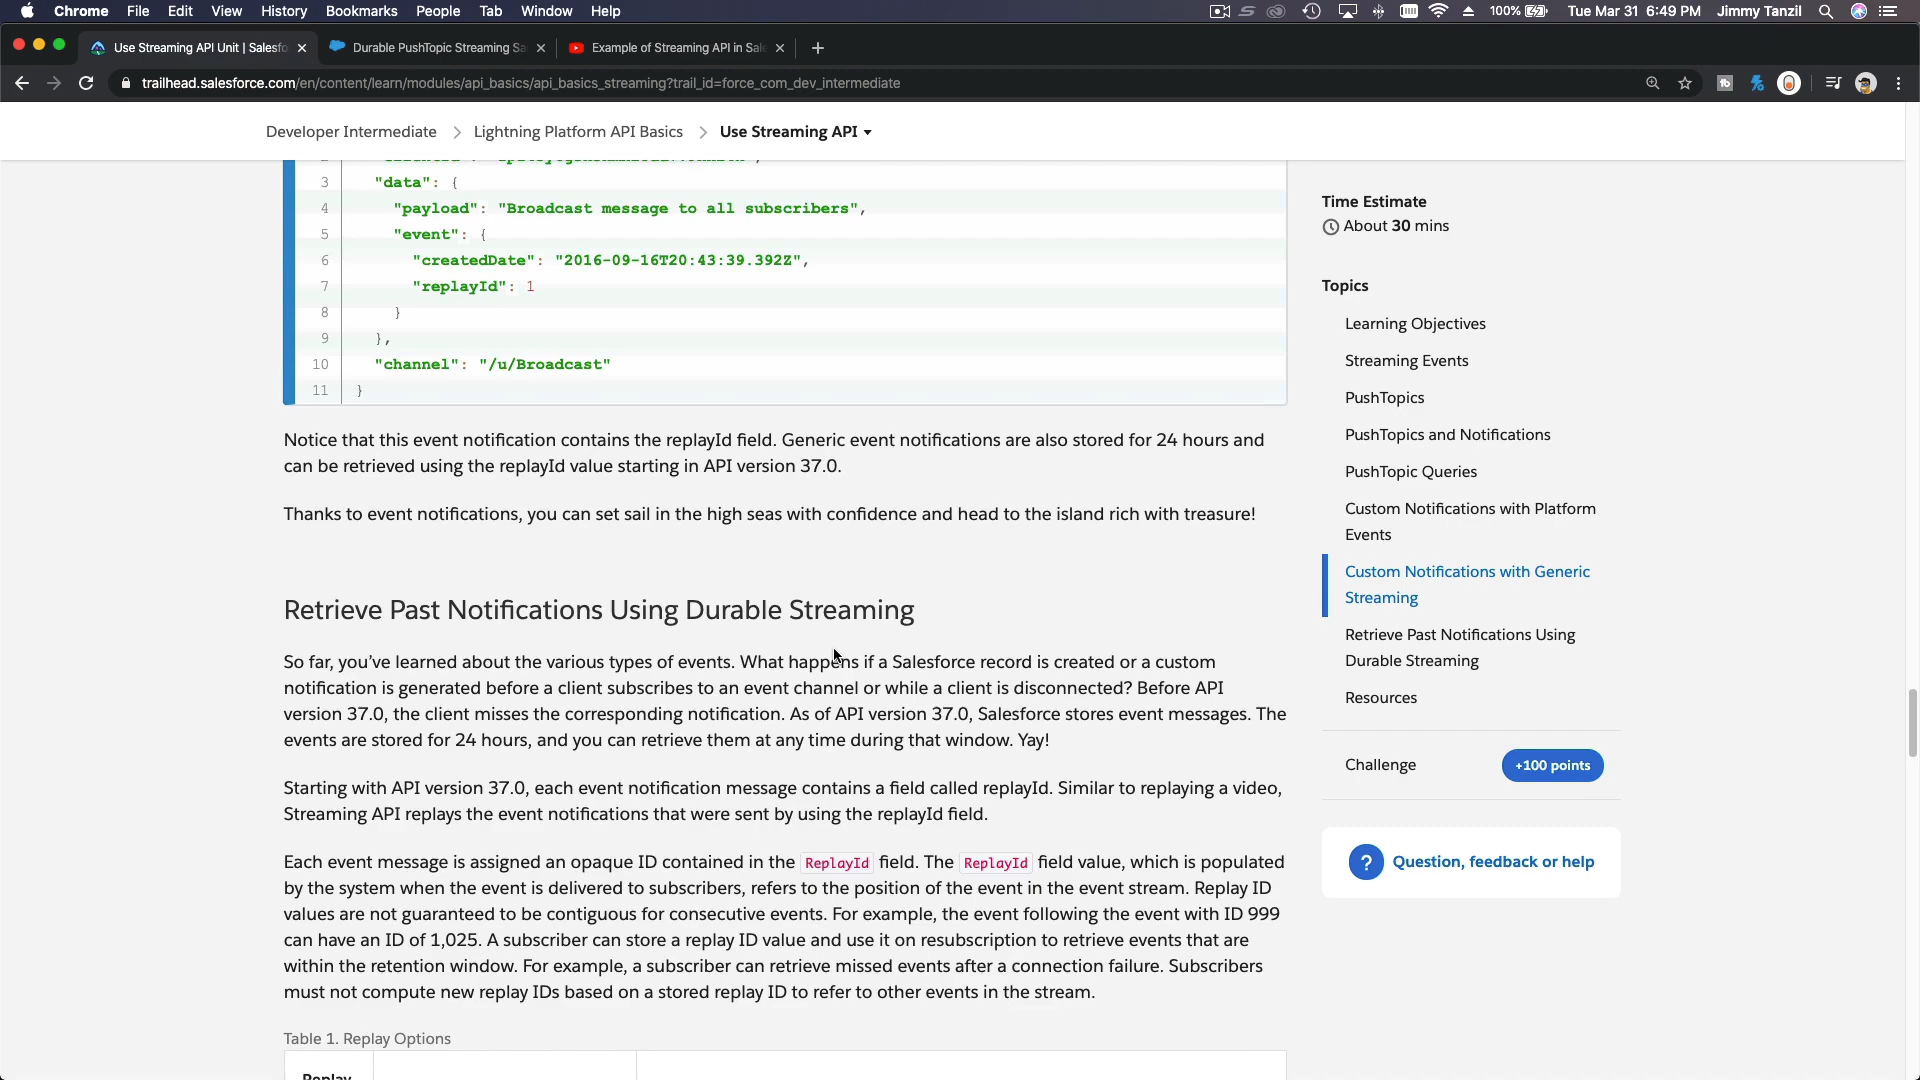 Chrome File Edit View History Bookmarks People Tab Window Help 100% Tue Mar 31 6:49 PM Jimmy Tanzil
Use Streaming API Unit | Salesfo Durable PushTopic Streaming Sa Example of Streaming API in Sal
trailhead.salesforce.com/en/content/learn/modules/api_basics/api_basics_streaming?trail_id=force_com_dev_intermediate
Developer Intermediate > Lightning Platform API Basics > Use Streaming API
3 "data": {
4 "payload": "Broadcast message to all subscribers",
5 "event": {
6 "createdDate": "2016-09-16T20:43:39.392Z",
7 "replayId": 1
8 }
9 },
10 "channel": "/u/Broadcast"
11 }
Notice that this event notification contains the replayId field. Generic event notifications are also stored for 24 hours and
can be retrieved using the replayId value starting in API version 37.0.
Thanks to event notifications, you can set sail in the high seas with confidence and head to the island rich with treasure!
Retrieve Past Notifications Using Durable Streaming
So far, you've learned about the various types of events. What happens if a Salesforce record is created or a custom
notification is generated before a client subscribes to an event channel or while a client is disconnected? Before API
version 37.0, the client misses the corresponding notification. As of API version 37.0, Salesforce stores event messages. The
events are stored for 24 hours, and you can retrieve them at any time during that window. Yay!
Starting with API version 37.0, each event notification message contains a field called replayId. Similar to replaying a video,
Streaming API replays the event notifications that were sent by using the replayId field.
Each event message is assigned an opaque ID contained in the ReplayId field. The ReplayId field value, which is populated
by the system when the event is delivered to subscribers, refers to the position of the event in the event stream. Replay ID
values are not guaranteed to be contiguous for consecutive events. For example, the event following the event with ID 999
can have an ID of 1,025. A subscriber can store a replay ID value and use it on resubscription to retrieve events that are
within the retention window. For example, a subscriber can retrieve missed events after a connection failure. Subscribers
must not compute new replay IDs based on a stored replay ID to refer to other events in the stream.
Table 1. Replay Options
Replay
Time Estimate
About 30 mins
Topics
Learning Objectives
Streaming Events
PushTopics
PushTopics and Notifications
PushTopic Queries
Custom Notifications with Platform
Events
Custom Notifications with Generic
Streaming
Retrieve Past Notifications Using
Durable Streaming
Resources
Challenge +100 points
? Question, feedback or help